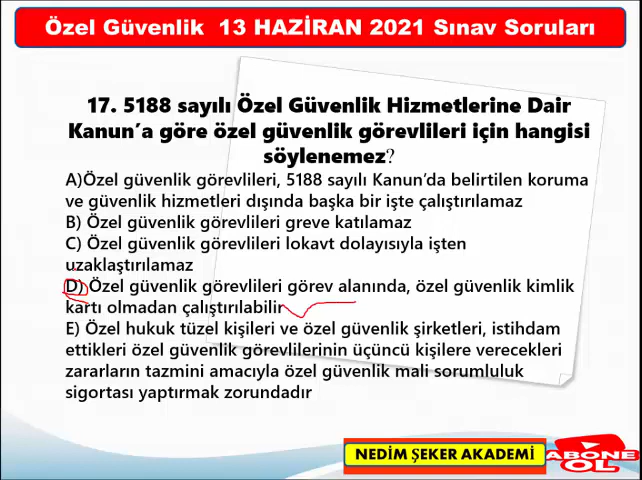 Özel Güvenlik 13 HAZİRAN 2021 Sınav Soruları
17. 5188 sayılı Özel Güvenlik Hizmetlerine Dair
Kanun’a göre özel güvenlik görevlileri için hangisi
söylenemez?
A)Özel güvenlik görevlileri, 5188 sayılı Kanun’da belirtilen koruma
ve güvenlik hizmetleri dışında başka bir işte çalıştırılamaz
B) Özel güvenlik görevlileri greve katılamaz
C) Özel güvenlik görevlileri lokavt dolayısıyla işten
uzaklaştırılamaz
D) Özel güvenlik görevlileri görev alanında, özel güvenlik kimlik
kartı olmadan çalıştırılabilir
E) Özel hukuk tüzel kişileri ve özel güvenlik şirketleri, istihdam
ettikleri özel güvenlik görevlilerinin üçüncü kişilere verecekleri
zararların tazmini amacıyla özel güvenlik mali sorumluluk
sigortası yaptırmak zorundadır
NEDİM ŞEKER AKADEMİ
ABONE
OL